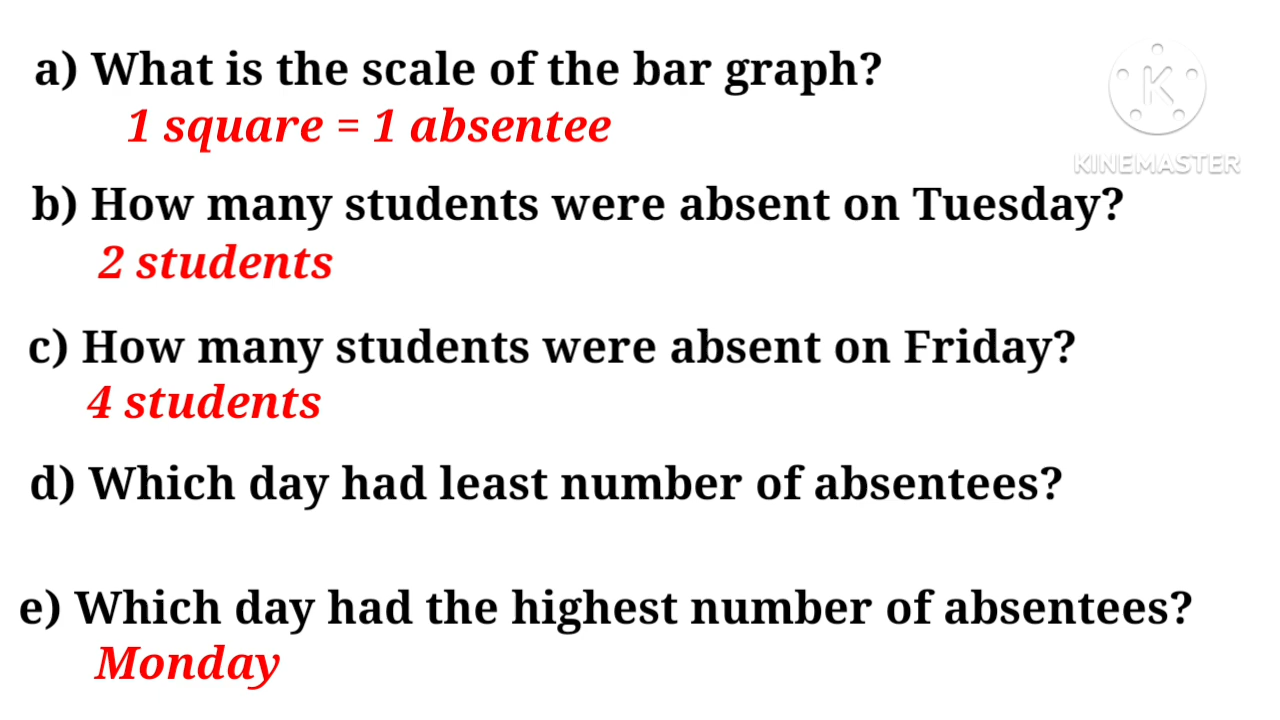 a) What is the scale of the bar graph?
1 square = 1 absentee
KINEMASTER
b) How many students were absent on Tuesday?
2 students
c) How many students were absent on Friday?
4 students
d) Which day had least number of absentees?
e) Which day had the highest number of absentees?
Monday